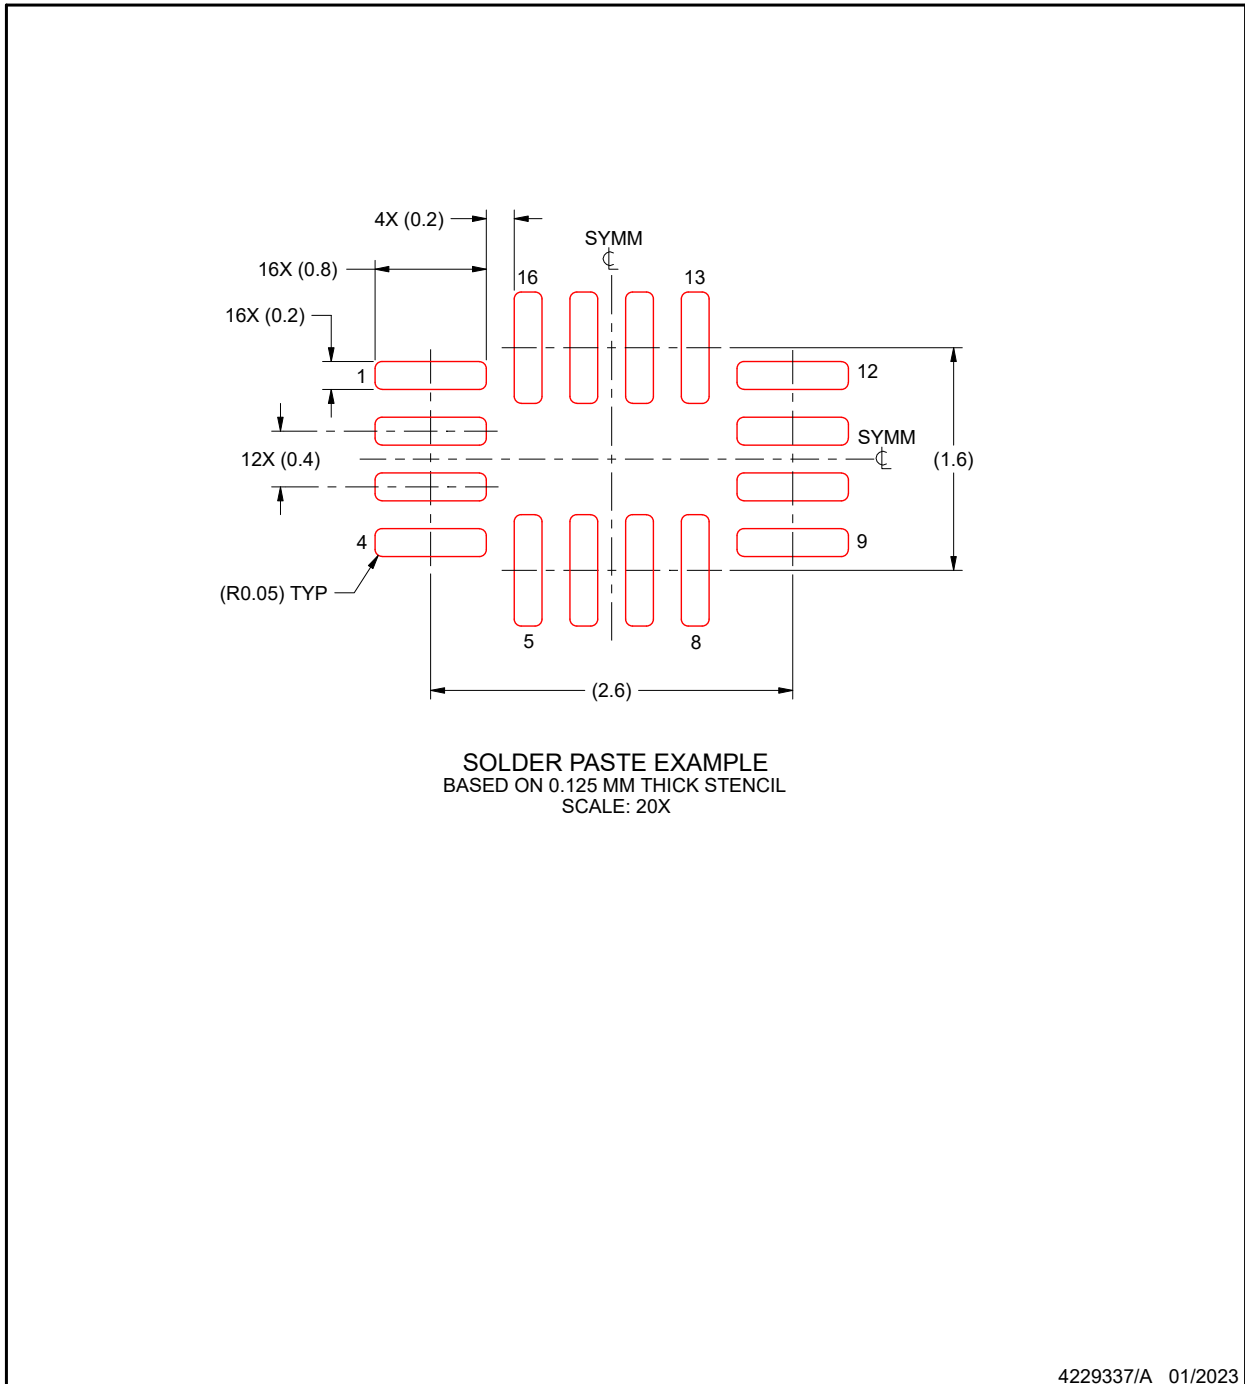 4X (0.2)
SYMM
16X (0.8)
16
13
16X (0.2)
1
12
SYMM
12X (0.4)
(1.6)
4
9
(R0.05) TYP
5
8
(2.6)
SOLDER PASTE EXAMPLE
BASED ON 0.125 MM THICK STENCIL
SCALE: 20X
4229337/A 01/2023